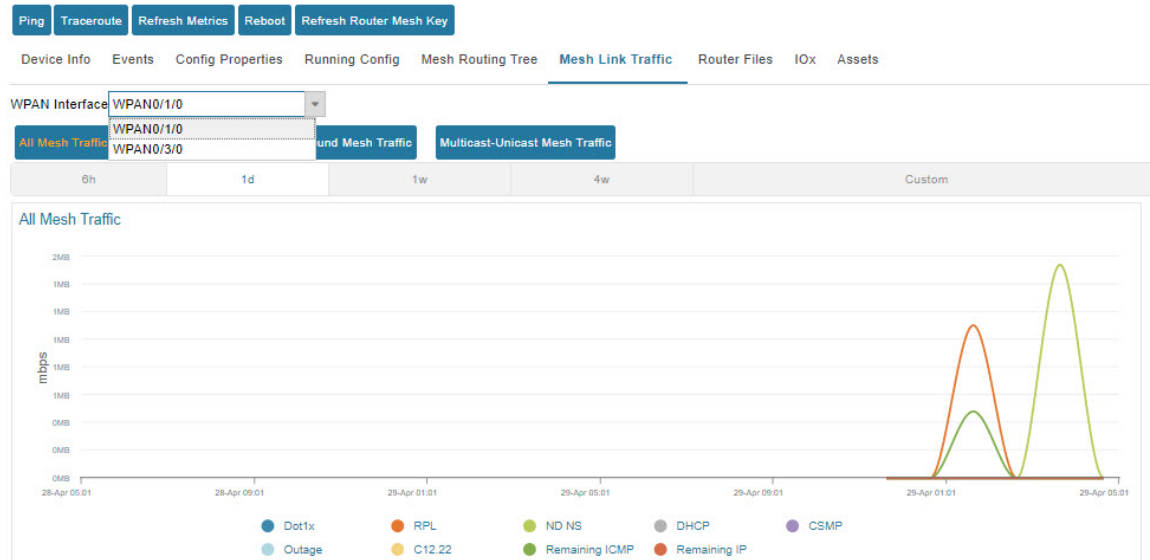 Ping Traceroute Refresh Metrics Reboot Refresh Router Mesh Key
Device Info Events Config Properties Running Config Mesh Routing Tree Mesh Link Traffic Router Files IOx Assets
WPAN Interface WPAN0/1/0
WPAN0/1/0
WPAN0/3/0
All Mesh Traffic und Mesh Traffic Multicast-Unicast Mesh Traffic
6h 1d 1w 4w Custom
All Mesh Traffic
2MB
1MB
1MB
1MB
1MB
1MB
0MB
0MB
0MB
mbps
28-Apr 05:01 28-Apr 09:01 29-Apr 01:01 29-Apr 05:01 29-Apr 09:01 29-Apr 01:01 29-Apr 05:01
Dot1x RPL ND NS DHCP CSMP
Outage C12.22 Remaining ICMP Remaining IP